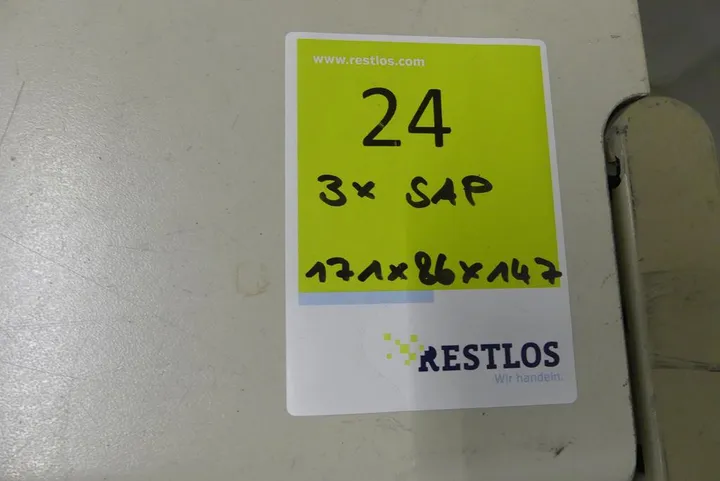 www.restlos.com
24
3x SAP
171x86x147
RESTLOS
Wir handeln.